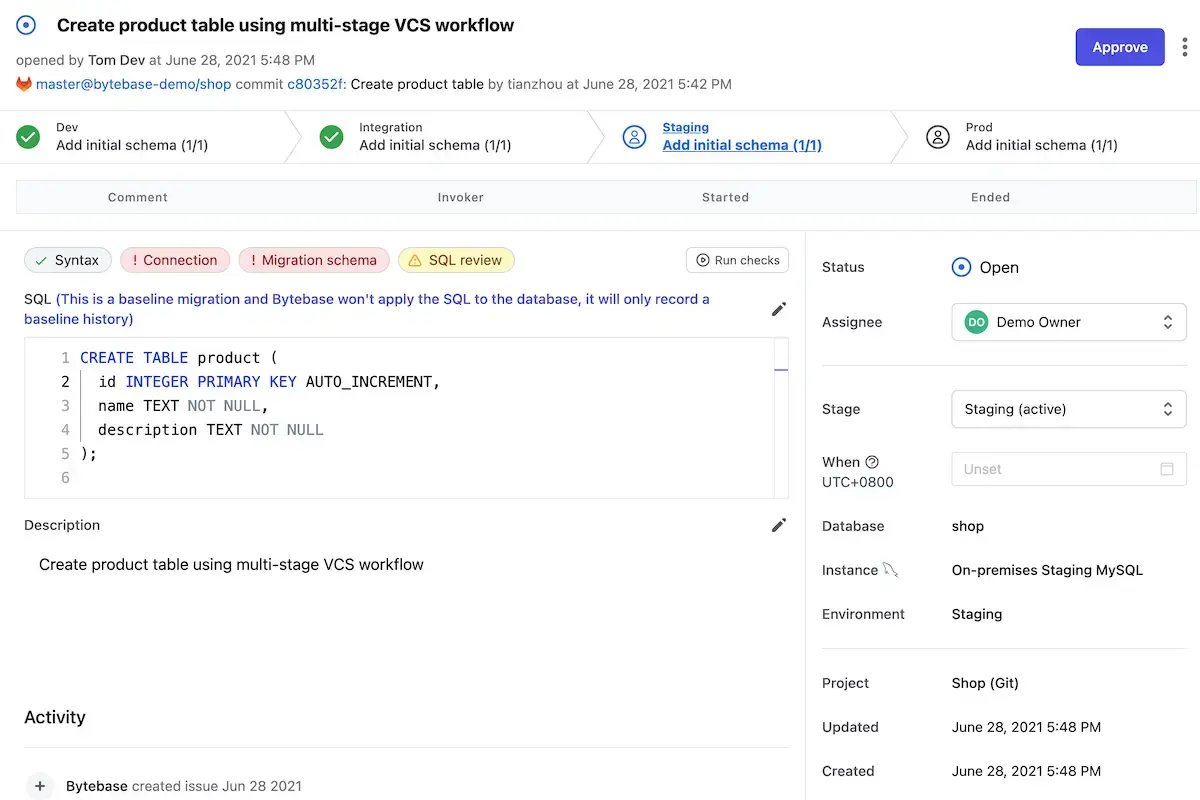 Create product table using multi-stage VCS workflow
Approve
opened by Tom Dev at June 28, 2021 5:48 PM
master@bytebase-demo/shop commit c80352f: Create product table by tianzhou at June 28, 2021 5:42 PM
Dev
Add initial schema (1/1)
Integration
Add initial schema (1/1)
Staging
Add initial schema (1/1)
Prod
Add initial schema (1/1)
Comment Invoker Started Ended
Syntax ! Connection ! Migration schema SQL review Run checks
SQL (This is a baseline migration and Bytebase won't apply the SQL to the database, it will only record a
baseline history)
1 CREATE TABLE product (
2 id INTEGER PRIMARY KEY AUTO_INCREMENT,
3 name TEXT NOT NULL,
4 description TEXT NOT NULL
5 );
6
Description
Create product table using multi-stage VCS workflow
Activity
+ Bytebase created issue Jun 28 2021
Status Open
Assignee DO Demo Owner
Stage Staging (active)
When ?
UTC+0800
Unset
Database shop
Instance On-premises Staging MySQL
Environment Staging
Project Shop (Git)
Updated June 28, 2021 5:48 PM
Created June 28, 2021 5:48 PM